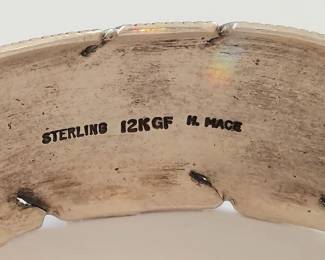 STERLING 12KGF H. MACE